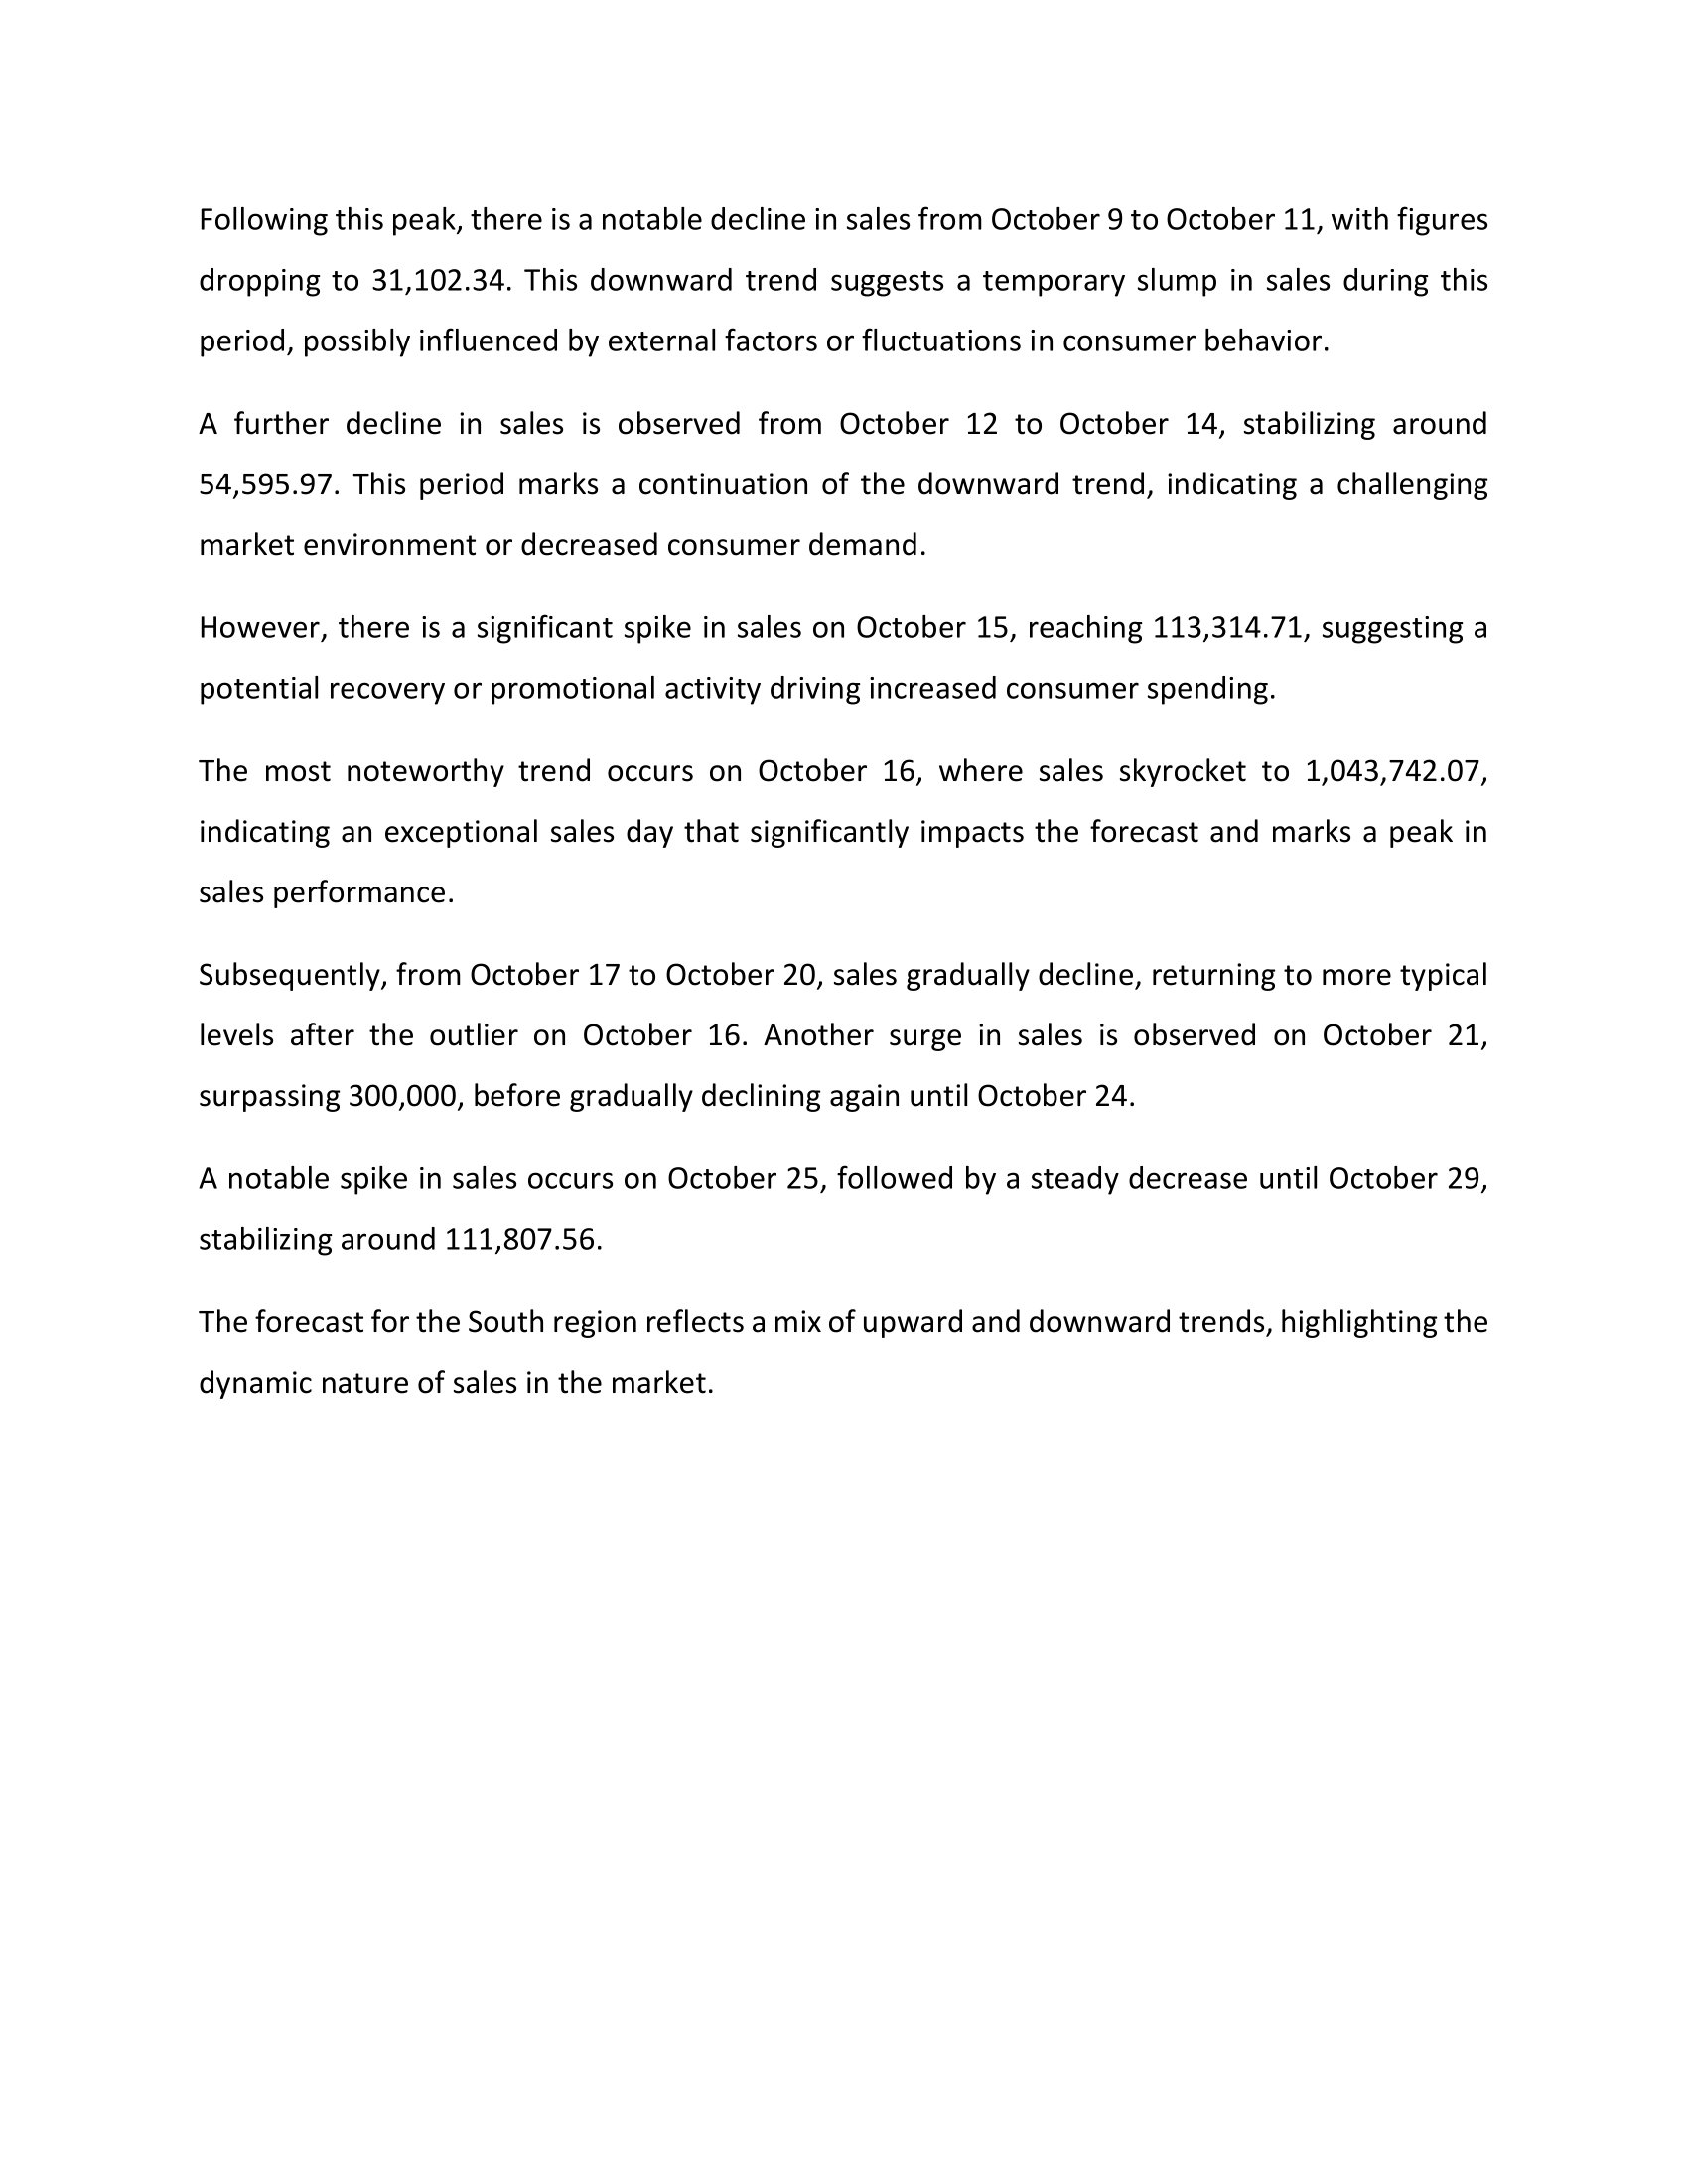 Following this peak, there is a notable decline in sales from October 9 to October 11, with figures
dropping to 31,102.34. This downward trend suggests a temporary slump in sales during this
period, possibly influenced by external factors or fluctuations in consumer behavior.
A further decline in sales is observed from October 12 to October 14, stabilizing around
54,595.97. This period marks a continuation of the downward trend, indicating a challenging
market environment or decreased consumer demand.
However, there is a significant spike in sales on October 15, reaching 113,314.71, suggesting a
potential recovery or promotional activity driving increased consumer spending.
The most noteworthy trend occurs on October 16, where sales skyrocket to 1,043,742.07,
indicating an exceptional sales day that significantly impacts the forecast and marks a peak in
sales performance.
Subsequently, from October 17 to October 20, sales gradually decline, returning to more typical
levels after the outlier on October 16. Another surge in sales is observed on October 21,
surpassing 300,000, before gradually declining again until October 24.
A notable spike in sales occurs on October 25, followed by a steady decrease until October 29,
stabilizing around 111,807.56.
The forecast for the South region reflects a mix of upward and downward trends, highlighting the
dynamic nature of sales in the market.